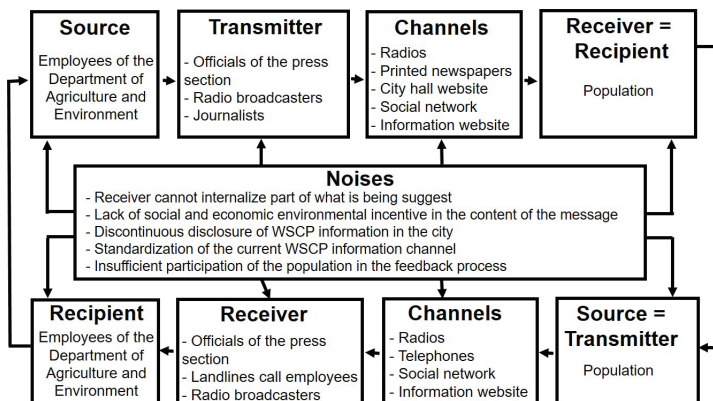 Source
Employees of the
Department of
Agriculture and
Environment
Transmitter
- Officials of the press
section
- Radio broadcasters
- Journalists
Channels
- Radios
- Printed newspapers
- City hall website
- Social network
- Information website
Receiver =
Recipient
Population
Noises
- Receiver cannot internalize part of what is being suggest
- Lack of social and economic environmental incentive in the content of the message
- Discontinuous disclosure of WSCP information in the city
- Standardization of the current WSCP information channel
- Insufficient participation of the population in the feedback process
Recipient
Employees of the
Department of
Agriculture and
Environment
Receiver
- Officials of the press
section
- Landlines call employees
- Radio broadcasters
Channels
- Radios
- Telephones
- Social network
- Information website
Source =
Transmitter
Population